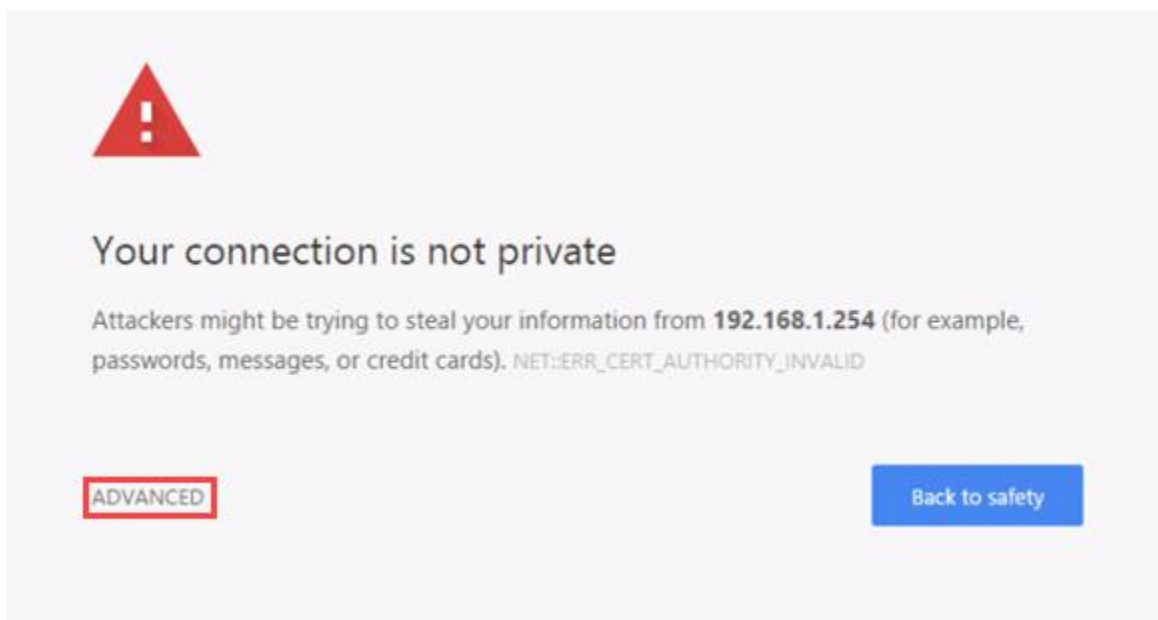 Your connection is not private
Attackers might be trying to steal your information from 192.168.1.254 (for example,
passwords, messages, or credit cards). NET::ERR_CERT_AUTHORITY_INVALID
ADVANCED
Back to safety